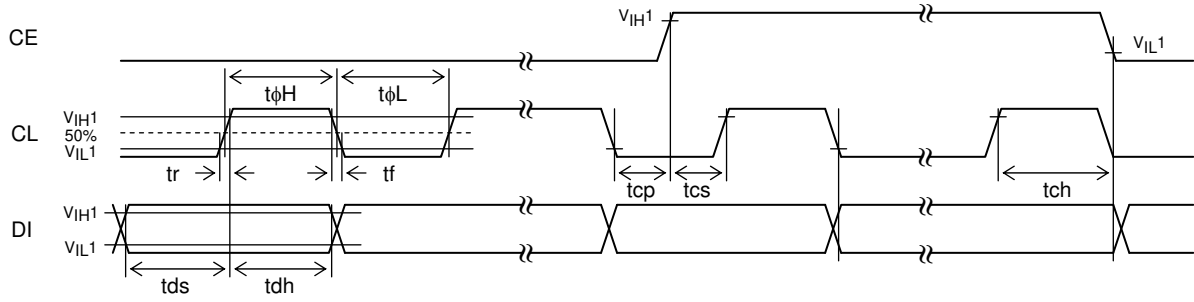 CE
VIH1
VIL1
tϕH
tϕL
CL
VIH1
50%
VIL1
tr
tf
tcp
tcs
tch
DI
VIH1
VIL1
tds
tdh